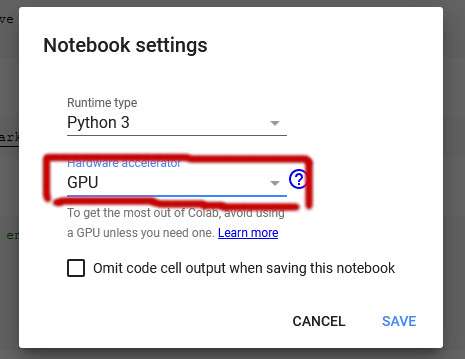 ve
Notebook settings
Runtime type
Python 3
ark
Hardware accelerator
GPU
?
To get the most out of Colab, avoid using
a GPU unless you need one. Learn more
er
Omit code cell output when saving this notebook
CANCEL SAVE